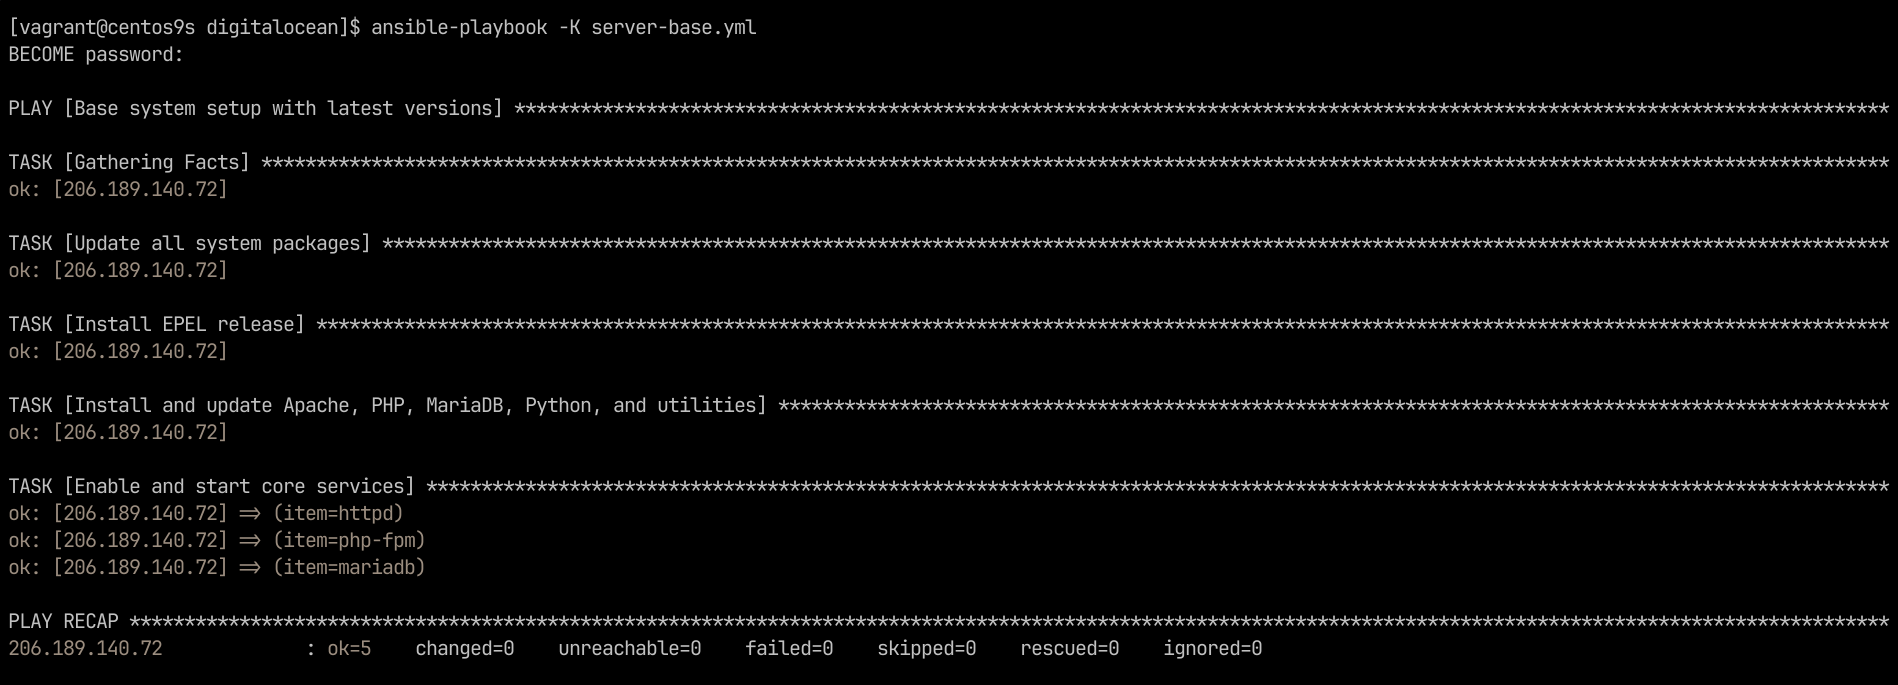 [vagrant@centos9s digitalocean]$ ansible-playbook -K server-base.yml
BECOME password:
PLAY [Base system setup with latest versions] *****************************************************************************************************************************
TASK [Gathering Facts] ****************************************************************************************************************************************************
ok: [206.189.140.72]
TASK [Update all system packages] *****************************************************************************************************************************************
ok: [206.189.140.72]
TASK [Install EPEL release] ***********************************************************************************************************************************************
ok: [206.189.140.72]
TASK [Install and update Apache, PHP, MariaDB, Python, and utilities] *****************************************************************************************************
ok: [206.189.140.72]
TASK [Enable and start core services] *************************************************************************************************************************************
ok: [206.189.140.72] => (item=httpd)
ok: [206.189.140.72] => (item=php-fpm)
ok: [206.189.140.72] => (item=mariadb)
PLAY RECAP ****************************************************************************************************************************************************************
206.189.140.72             : ok=5    changed=0    unreachable=0    failed=0    skipped=0    rescued=0    ignored=0